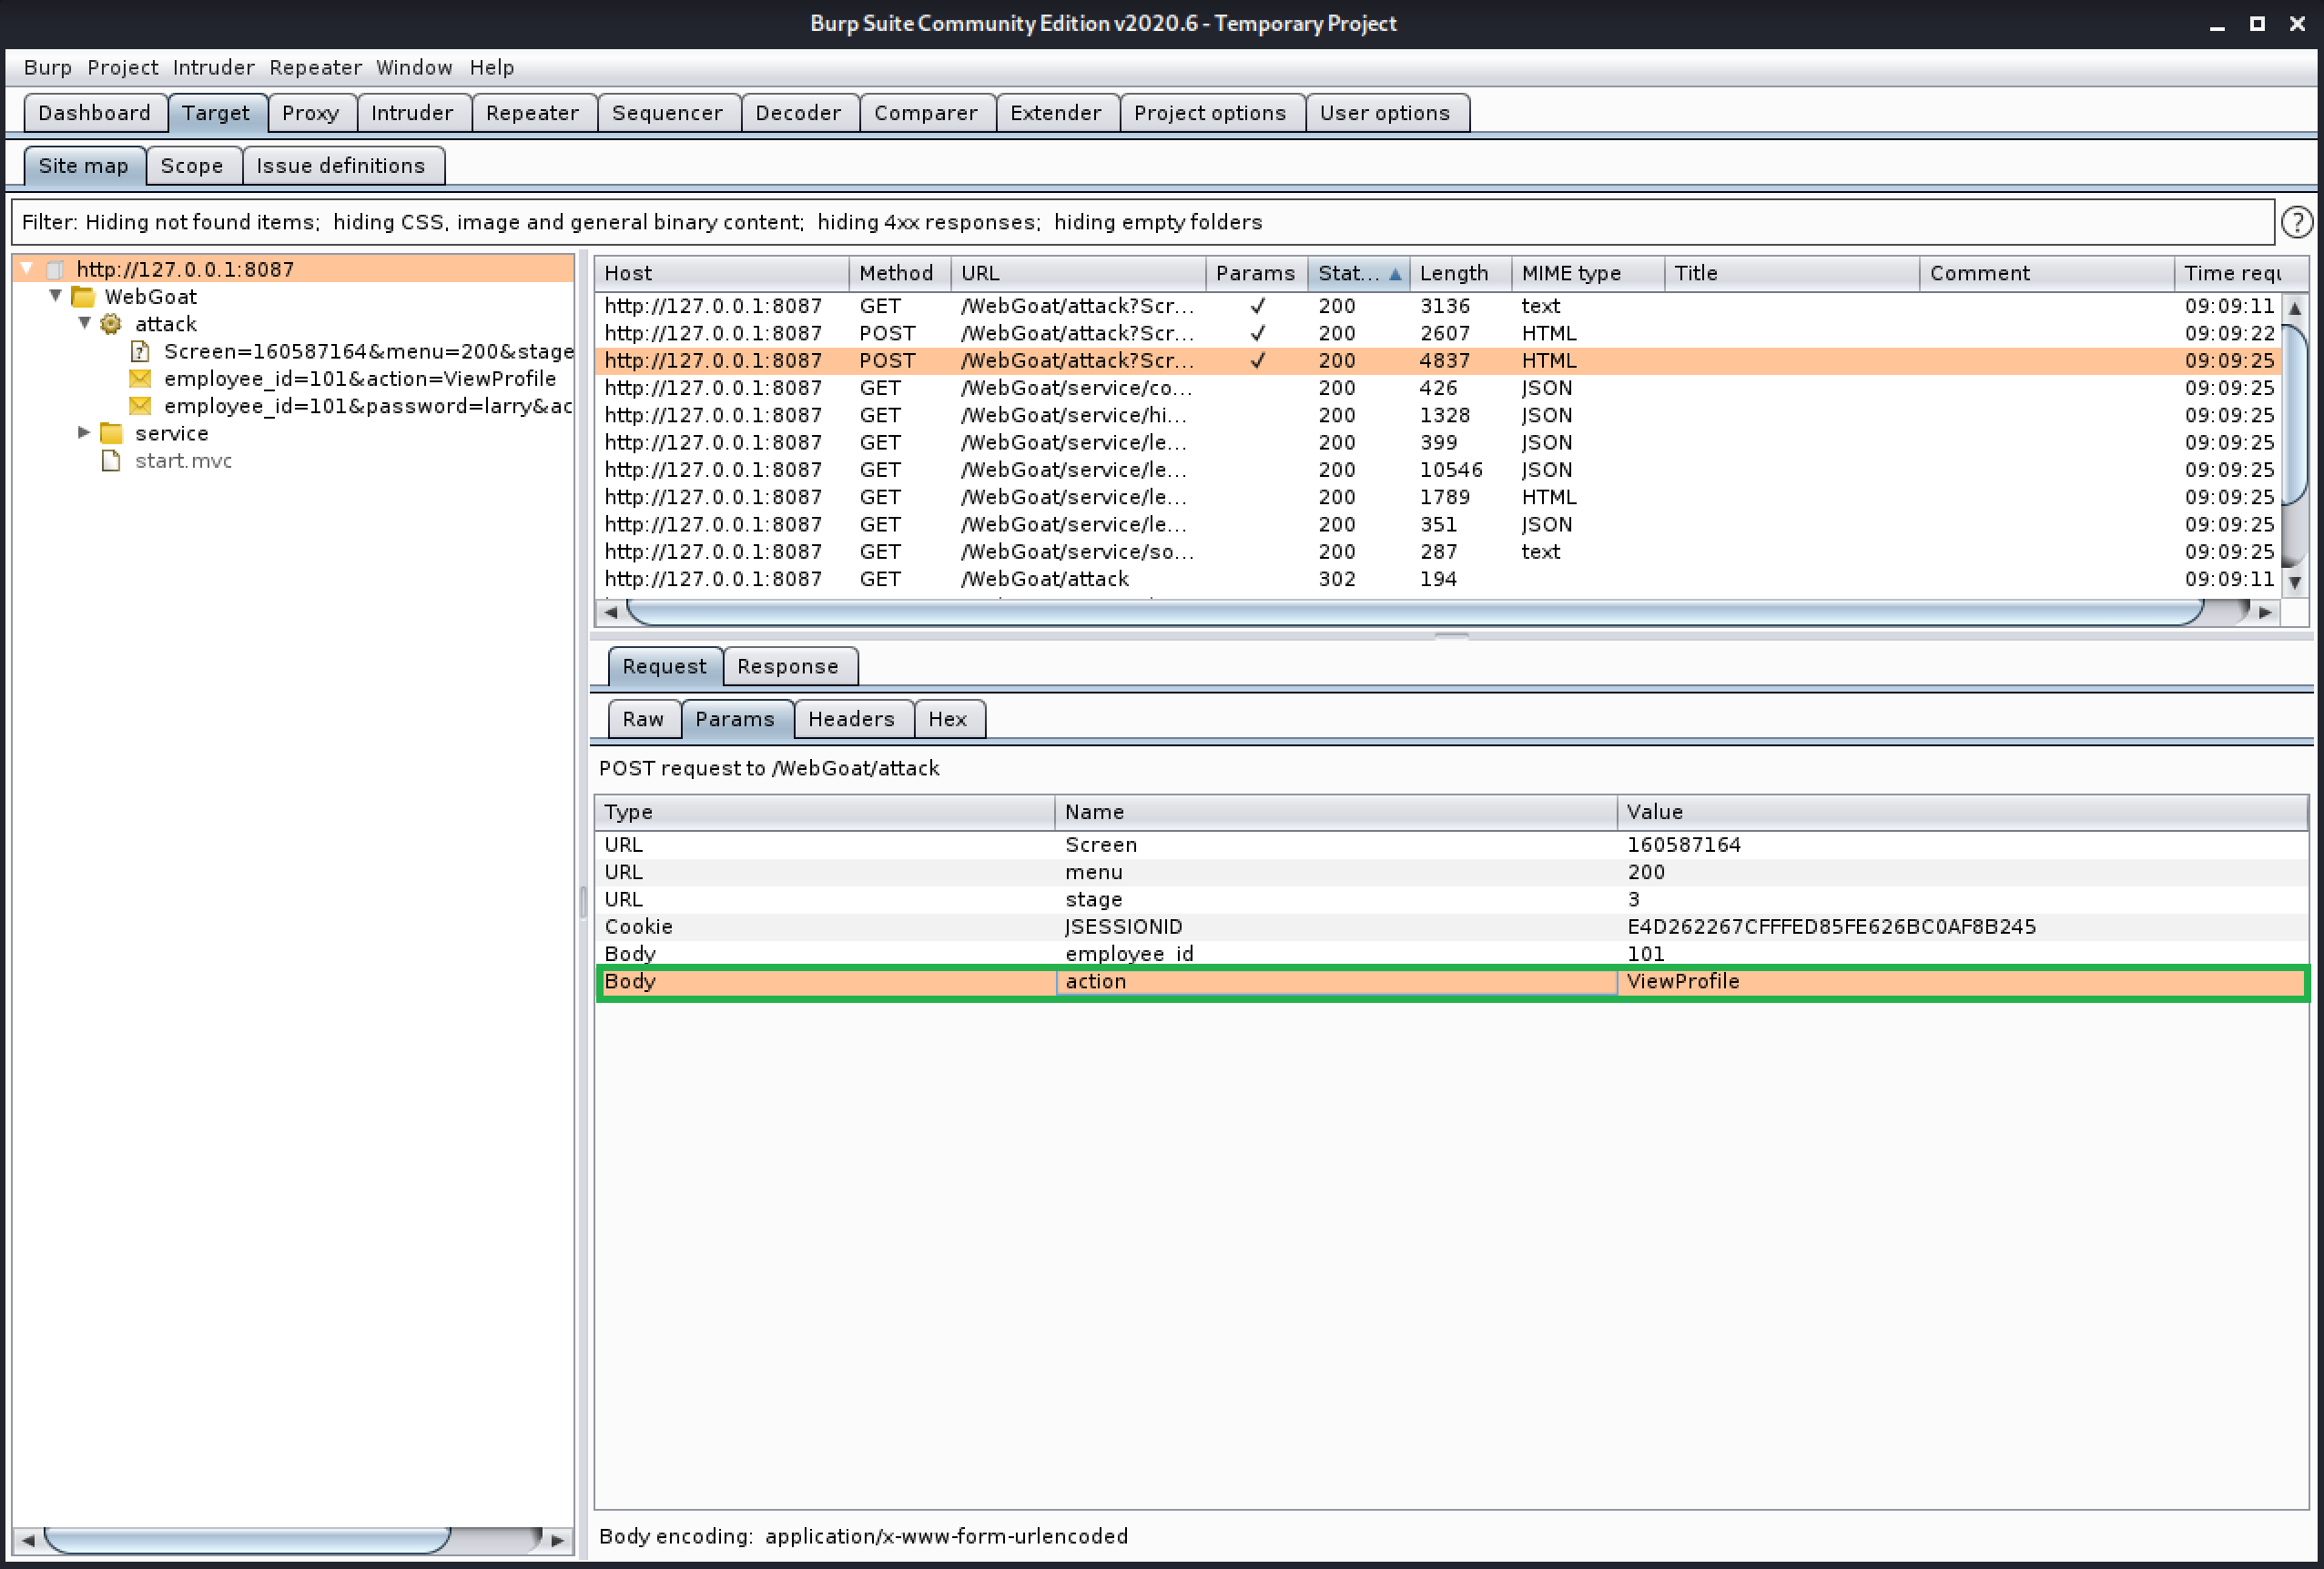 Burp Suite Community Edition v2020.6 - Temporary Project
Burp Project Intruder Repeater Window Help
Dashboard Target Proxy Intruder Repeater Sequencer Decoder Comparer Extender Project options User options
Site map Scope Issue definitions
Filter: Hiding not found items; hiding CSS, image and general binary content; hiding 4xx responses; hiding empty folders
http://127.0.0.1:8087
WebGoat
attack
Screen=160587164&menu=200&stage
employee_id=101&action=ViewProfile
employee_id=101&password=larry&ac
service
start.mvc
Host Method URL Params Stat... Length MIME type Title Comment Time requ
http://127.0.0.1:8087 GET /WebGoat/attack?Scr... ✓ 200 3136 text 09:09:11
http://127.0.0.1:8087 POST /WebGoat/attack?Scr... ✓ 200 2607 HTML 09:09:22
http://127.0.0.1:8087 POST /WebGoat/attack?Scr... ✓ 200 4837 HTML 09:09:25
http://127.0.0.1:8087 GET /WebGoat/service/co... 200 426 JSON 09:09:25
http://127.0.0.1:8087 GET /WebGoat/service/hi... 200 1328 JSON 09:09:25
http://127.0.0.1:8087 GET /WebGoat/service/le... 200 399 JSON 09:09:25
http://127.0.0.1:8087 GET /WebGoat/service/le... 200 10546 JSON 09:09:25
http://127.0.0.1:8087 GET /WebGoat/service/le... 200 1789 HTML 09:09:25
http://127.0.0.1:8087 GET /WebGoat/service/le... 200 351 JSON 09:09:25
http://127.0.0.1:8087 GET /WebGoat/service/so... 200 287 text 09:09:25
http://127.0.0.1:8087 GET /WebGoat/attack 302 194 09:09:11
Request Response
Raw Params Headers Hex
POST request to /WebGoat/attack
Type Name Value
URL Screen 160587164
URL menu 200
URL stage 3
Cookie JSESSIONID E4D262267CFFFED85FE626BC0AF8B245
Body employee_id 101
Body action ViewProfile
Body encoding: application/x-www-form-urlencoded